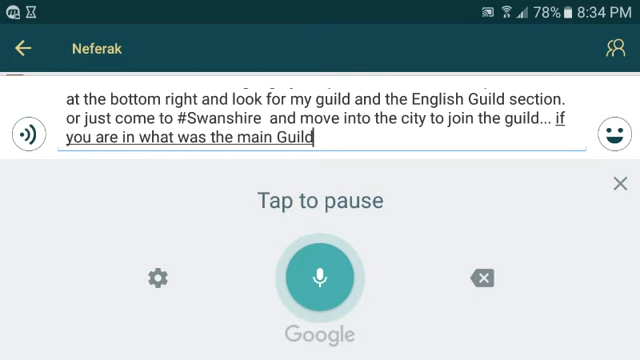 78% 8:34 PM
Neferak
at the bottom right and look for my guild and the English Guild section.
or just come to #Swanshire and move into the city to join the guild... if
you are in what was the main Guild
Tap to pause
Google